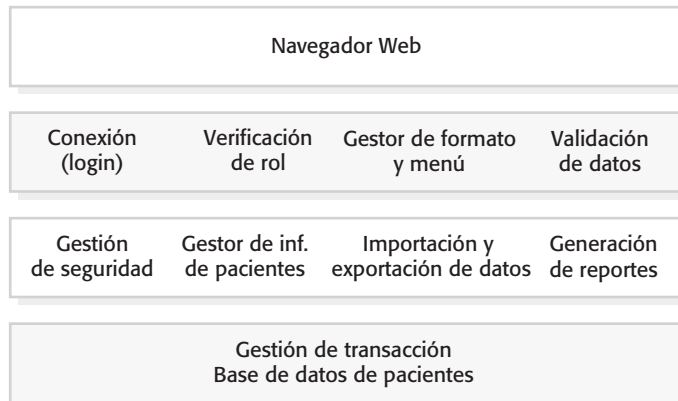 Navegador Web
Conexión Verificación Gestor de formato Validación
(login) de rol y menú de datos
Gestión Gestor de inf. Importación y Generación
de seguridad de pacientes exportación de datos de reportes
Gestión de transacción
Base de datos de pacientes